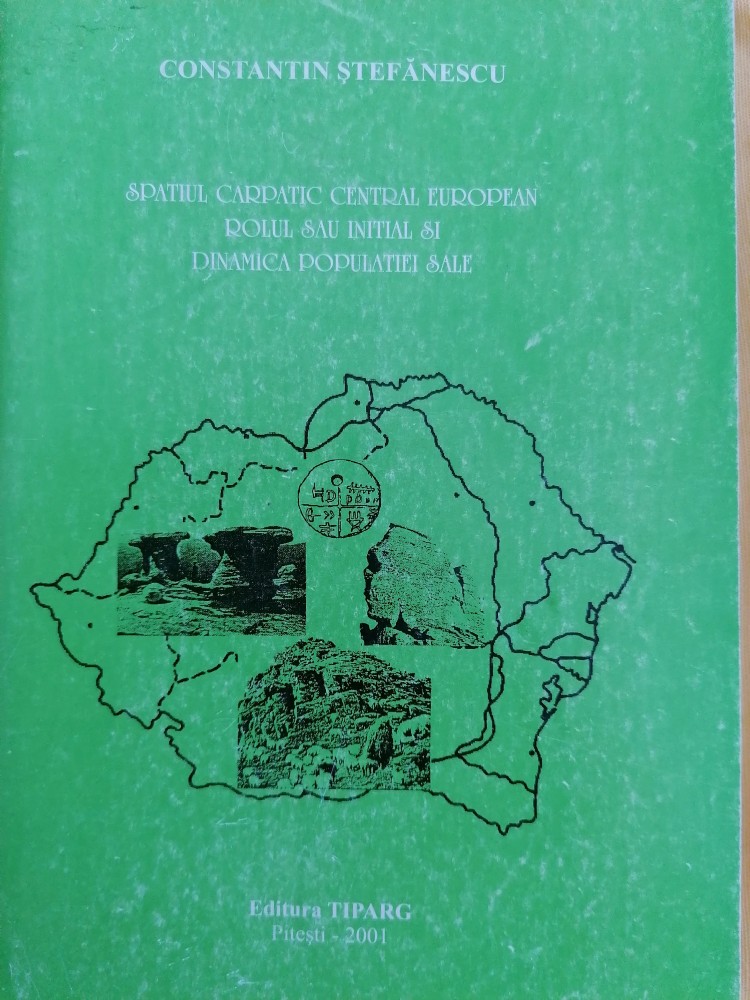 CONSTANTIN ŞTEFĂNESCU
SPATIUL CARPATIC CENTRAL EUROPEAN
ROLUL SAU INITIAL SI
DINAMICA POPULATIEI SALE
Editura TIPARG
Piteşti - 2001